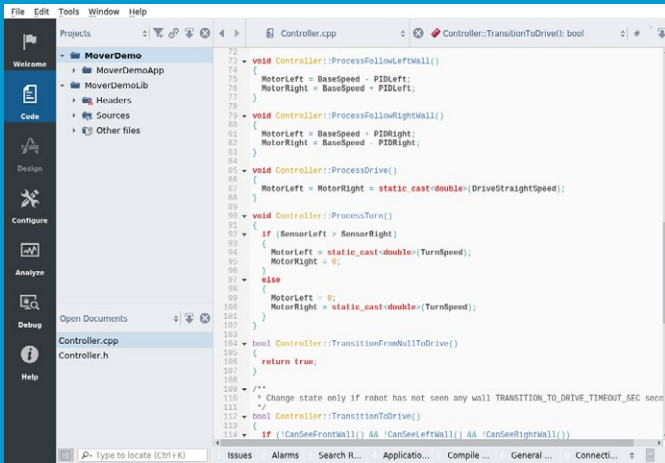 File Edit Tools Window Help
Projects
Controller.cpp
Controller::TransitionToDrive(): bool
#
Welcome
Code
Design
Configure
Analyze
Debug
Help
MoverDemo
MoverDemoApp
MoverDemoLib
Headers
Sources
Other files
Open Documents
Controller.cpp
Controller.h
72
73 void Controller::ProcessFollowLeftWall()
74 {
75 MotorLeft = BaseSpeed - PIDLeft;
76 MotorRight = BaseSpeed + PIDLeft;
77 }
78
79 void Controller::ProcessFollowRightWall()
80 {
81 MotorLeft = BaseSpeed + PIDRight;
82 MotorRight = BaseSpeed - PIDRight;
83 }
84
85 void Controller::ProcessDrive()
86 {
87 MotorLeft = MotorRight = static_cast<double>(DriveStraightSpeed);
88 }
89
90 void Controller::ProcessTurn()
91 {
92 if (SensorLeft > SensorRight)
93 {
94 MotorLeft = static_cast<double>(TurnSpeed);
95 MotorRight = 0;
96 }
97 else
98 {
99 MotorLeft = 0;
100 MotorRight = static_cast<double>(TurnSpeed);
101 }
102 }
103
104 bool Controller::TransitionFromNullToDrive()
105 {
106 return true;
107 }
108
109 /**
110 * Change state only if robot has not seen any wall TRANSITION_TO_DRIVE_TIMEOUT_SEC seco
111 */
112 bool Controller::TransitionToDrive()
113 {
114 if (!CanSeeFrontWall() && !CanSeeLeftWall() && !CanSeeRightWall())
Type to locate (Ctrl+K)
Issues Alarms Search R... Applicatio... Compile ... General ... Connecti...